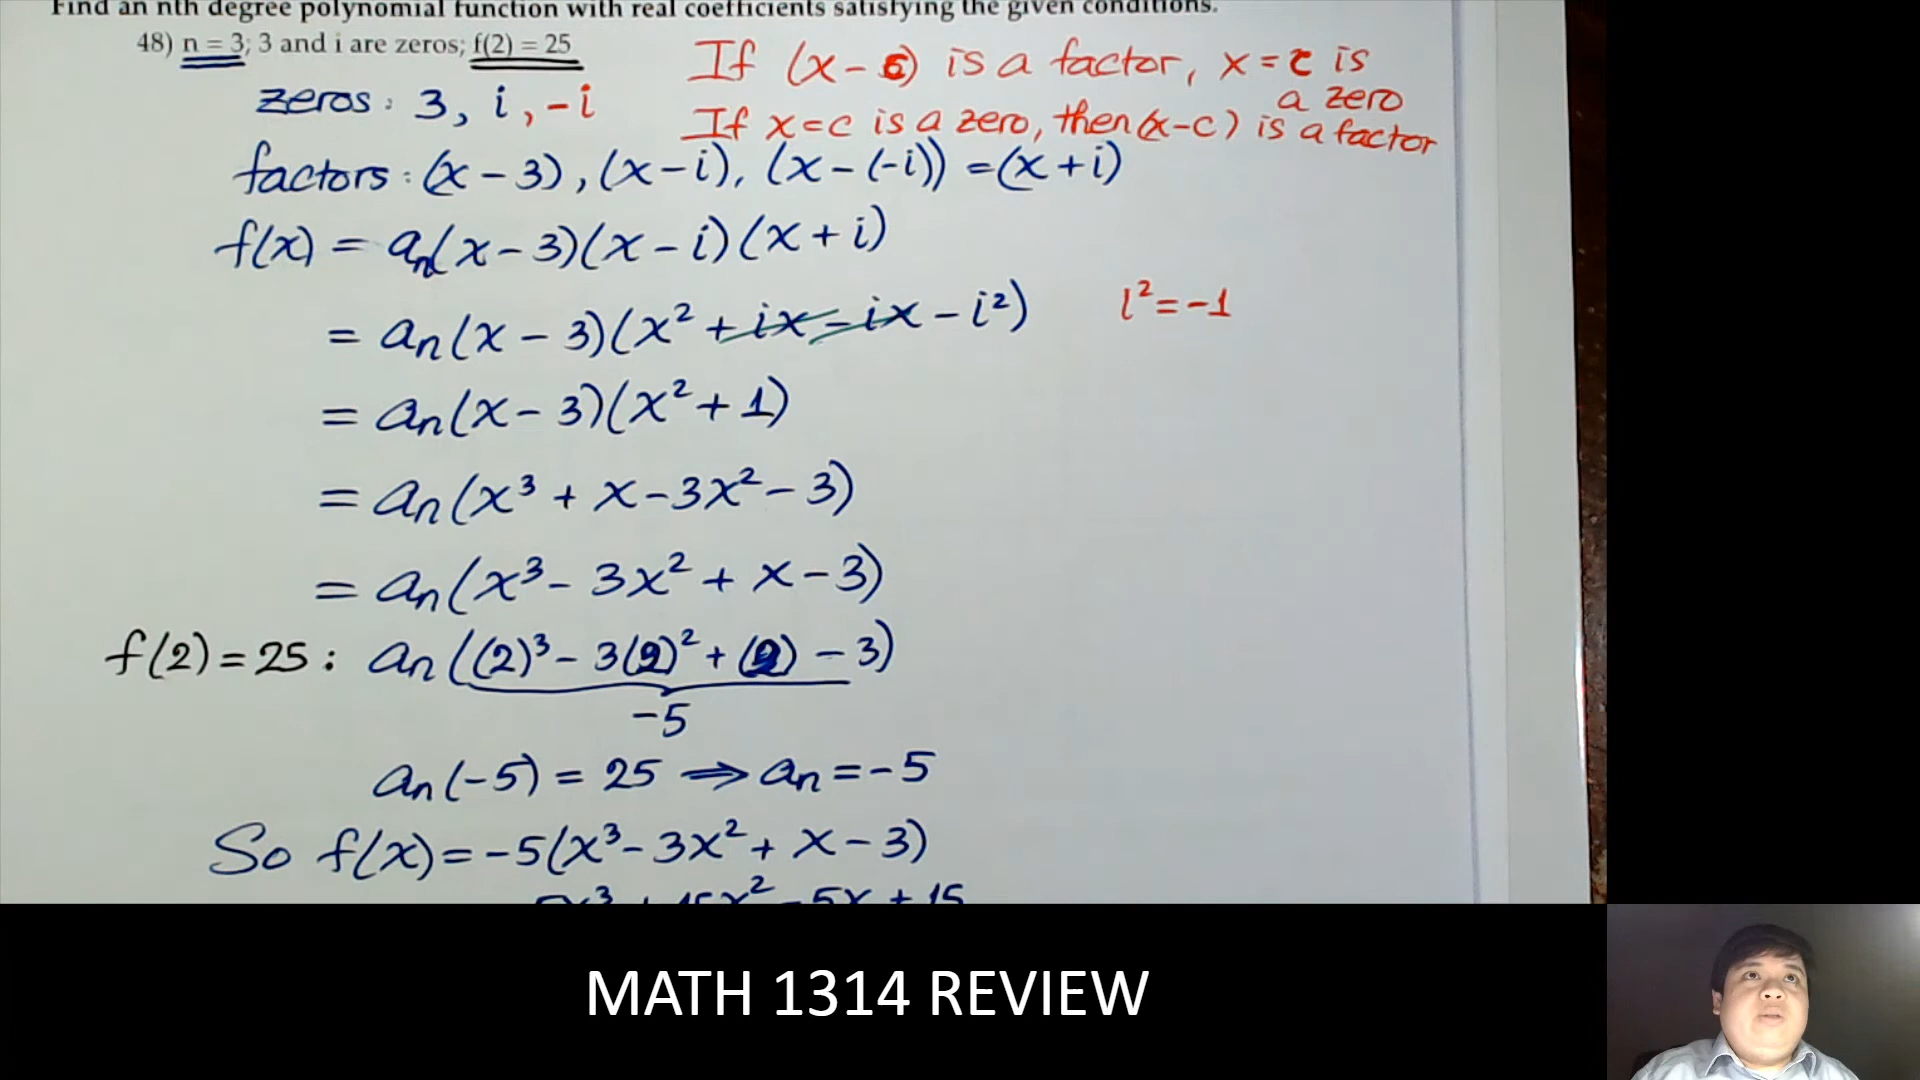 Find an nth degree polynomial function with real coefficients satisfying the given conditions.
48) n = 3; 3 and i are zeros; f(2) = 25
If (x - c) is a factor, x = c is a zero
zeros: 3, i, -i
If x = c is a zero, then (x-c) is a factor
factors: (x - 3), (x - i), (x - (-i)) = (x + i)
f(x) = aₙ(x - 3)(x - i)(x + i)
= aₙ(x - 3)(x² + ix - ix - i²)
i² = -1
= aₙ(x - 3)(x² + 1)
= aₙ(x³ + x - 3x² - 3)
= aₙ(x³ - 3x² + x - 3)
f(2) = 25: aₙ((2)³ - 3(2)² + (2) - 3)
-5
aₙ(-5) = 25 ⇒ aₙ = -5
So f(x) = -5(x³ - 3x² + x - 3)
5x³ + 15x² - 5x + 15
MATH 1314 REVIEW